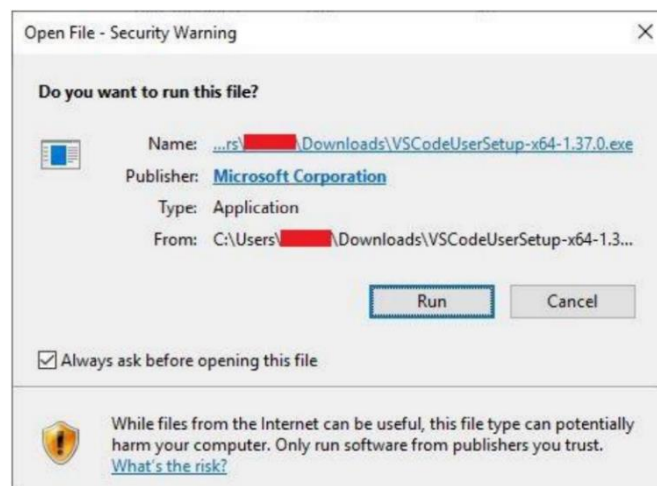 Open File - Security Warning
Do you want to run this file?
Name: ...rs\ \Downloads\VSCodeUserSetup-x64-1.37.0.exe
Publisher: Microsoft Corporation
Type: Application
From: C:\Users\ \Downloads\VSCodeUserSetup-x64-1.3...
Run Cancel
Always ask before opening this file
While files from the Internet can be useful, this file type can potentially
harm your computer. Only run software from publishers you trust.
What's the risk?